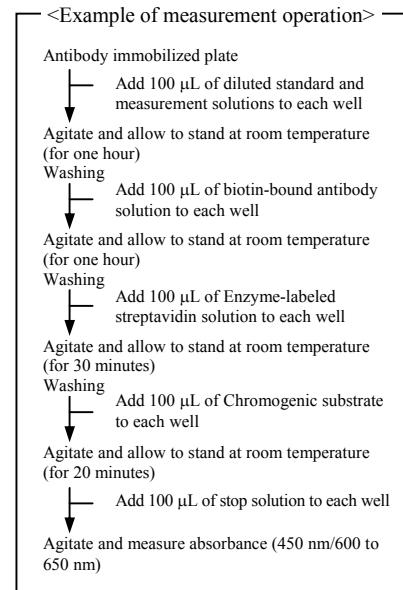 <Example of measurement operation>
Antibody immobilized plate
Add 100 µL of diluted standard and
measurement solutions to each well
Agitate and allow to stand at room temperature
(for one hour)
Washing
Add 100 µL of biotin-bound antibody
solution to each well
Agitate and allow to stand at room temperature
(for one hour)
Washing
Add 100 µL of Enzyme-labeled
streptavidin solution to each well
Agitate and allow to stand at room temperature
(for 30 minutes)
Washing
Add 100 µL of Chromogenic substrate
to each well
Agitate and allow to stand at room temperature
(for 20 minutes)
Add 100 µL of stop solution to each well
Agitate and measure absorbance (450 nm/600 to
650 nm)